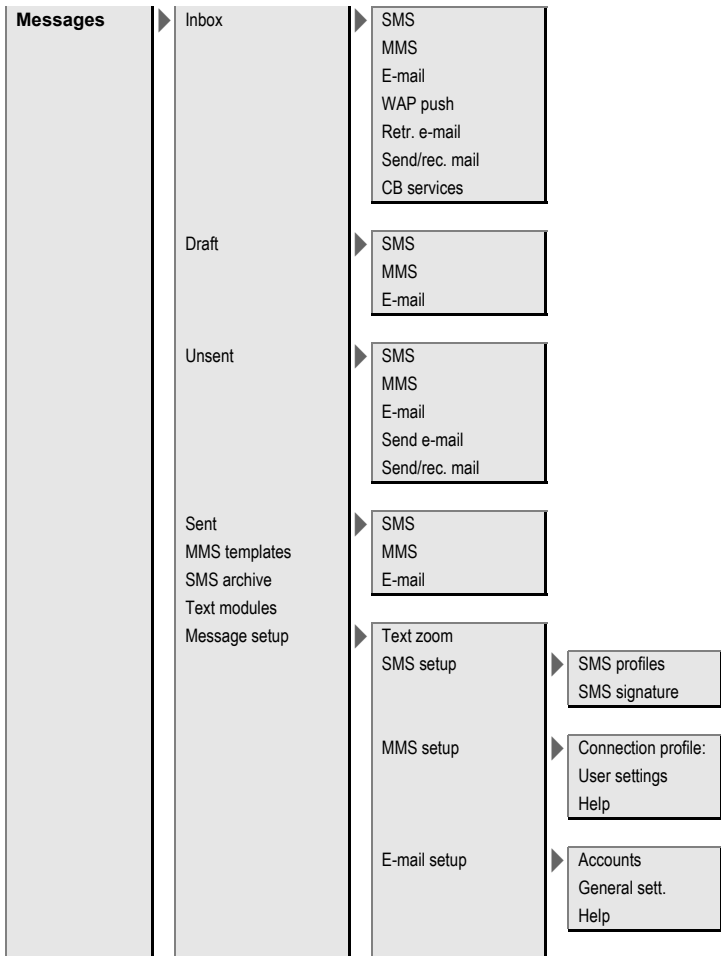 Messages
Inbox
SMS
MMS
E-mail
WAP push
Retr. e-mail
Send/rec. mail
CB services
Draft
SMS
MMS
E-mail
Unsent
SMS
MMS
E-mail
Send e-mail
Send/rec. mail
Sent
SMS
MMS
E-mail
MMS templates
SMS archive
Text modules
Message setup
Text zoom
SMS setup
SMS profiles
SMS signature
MMS setup
Connection profile:
User settings
Help
E-mail setup
Accounts
General sett.
Help